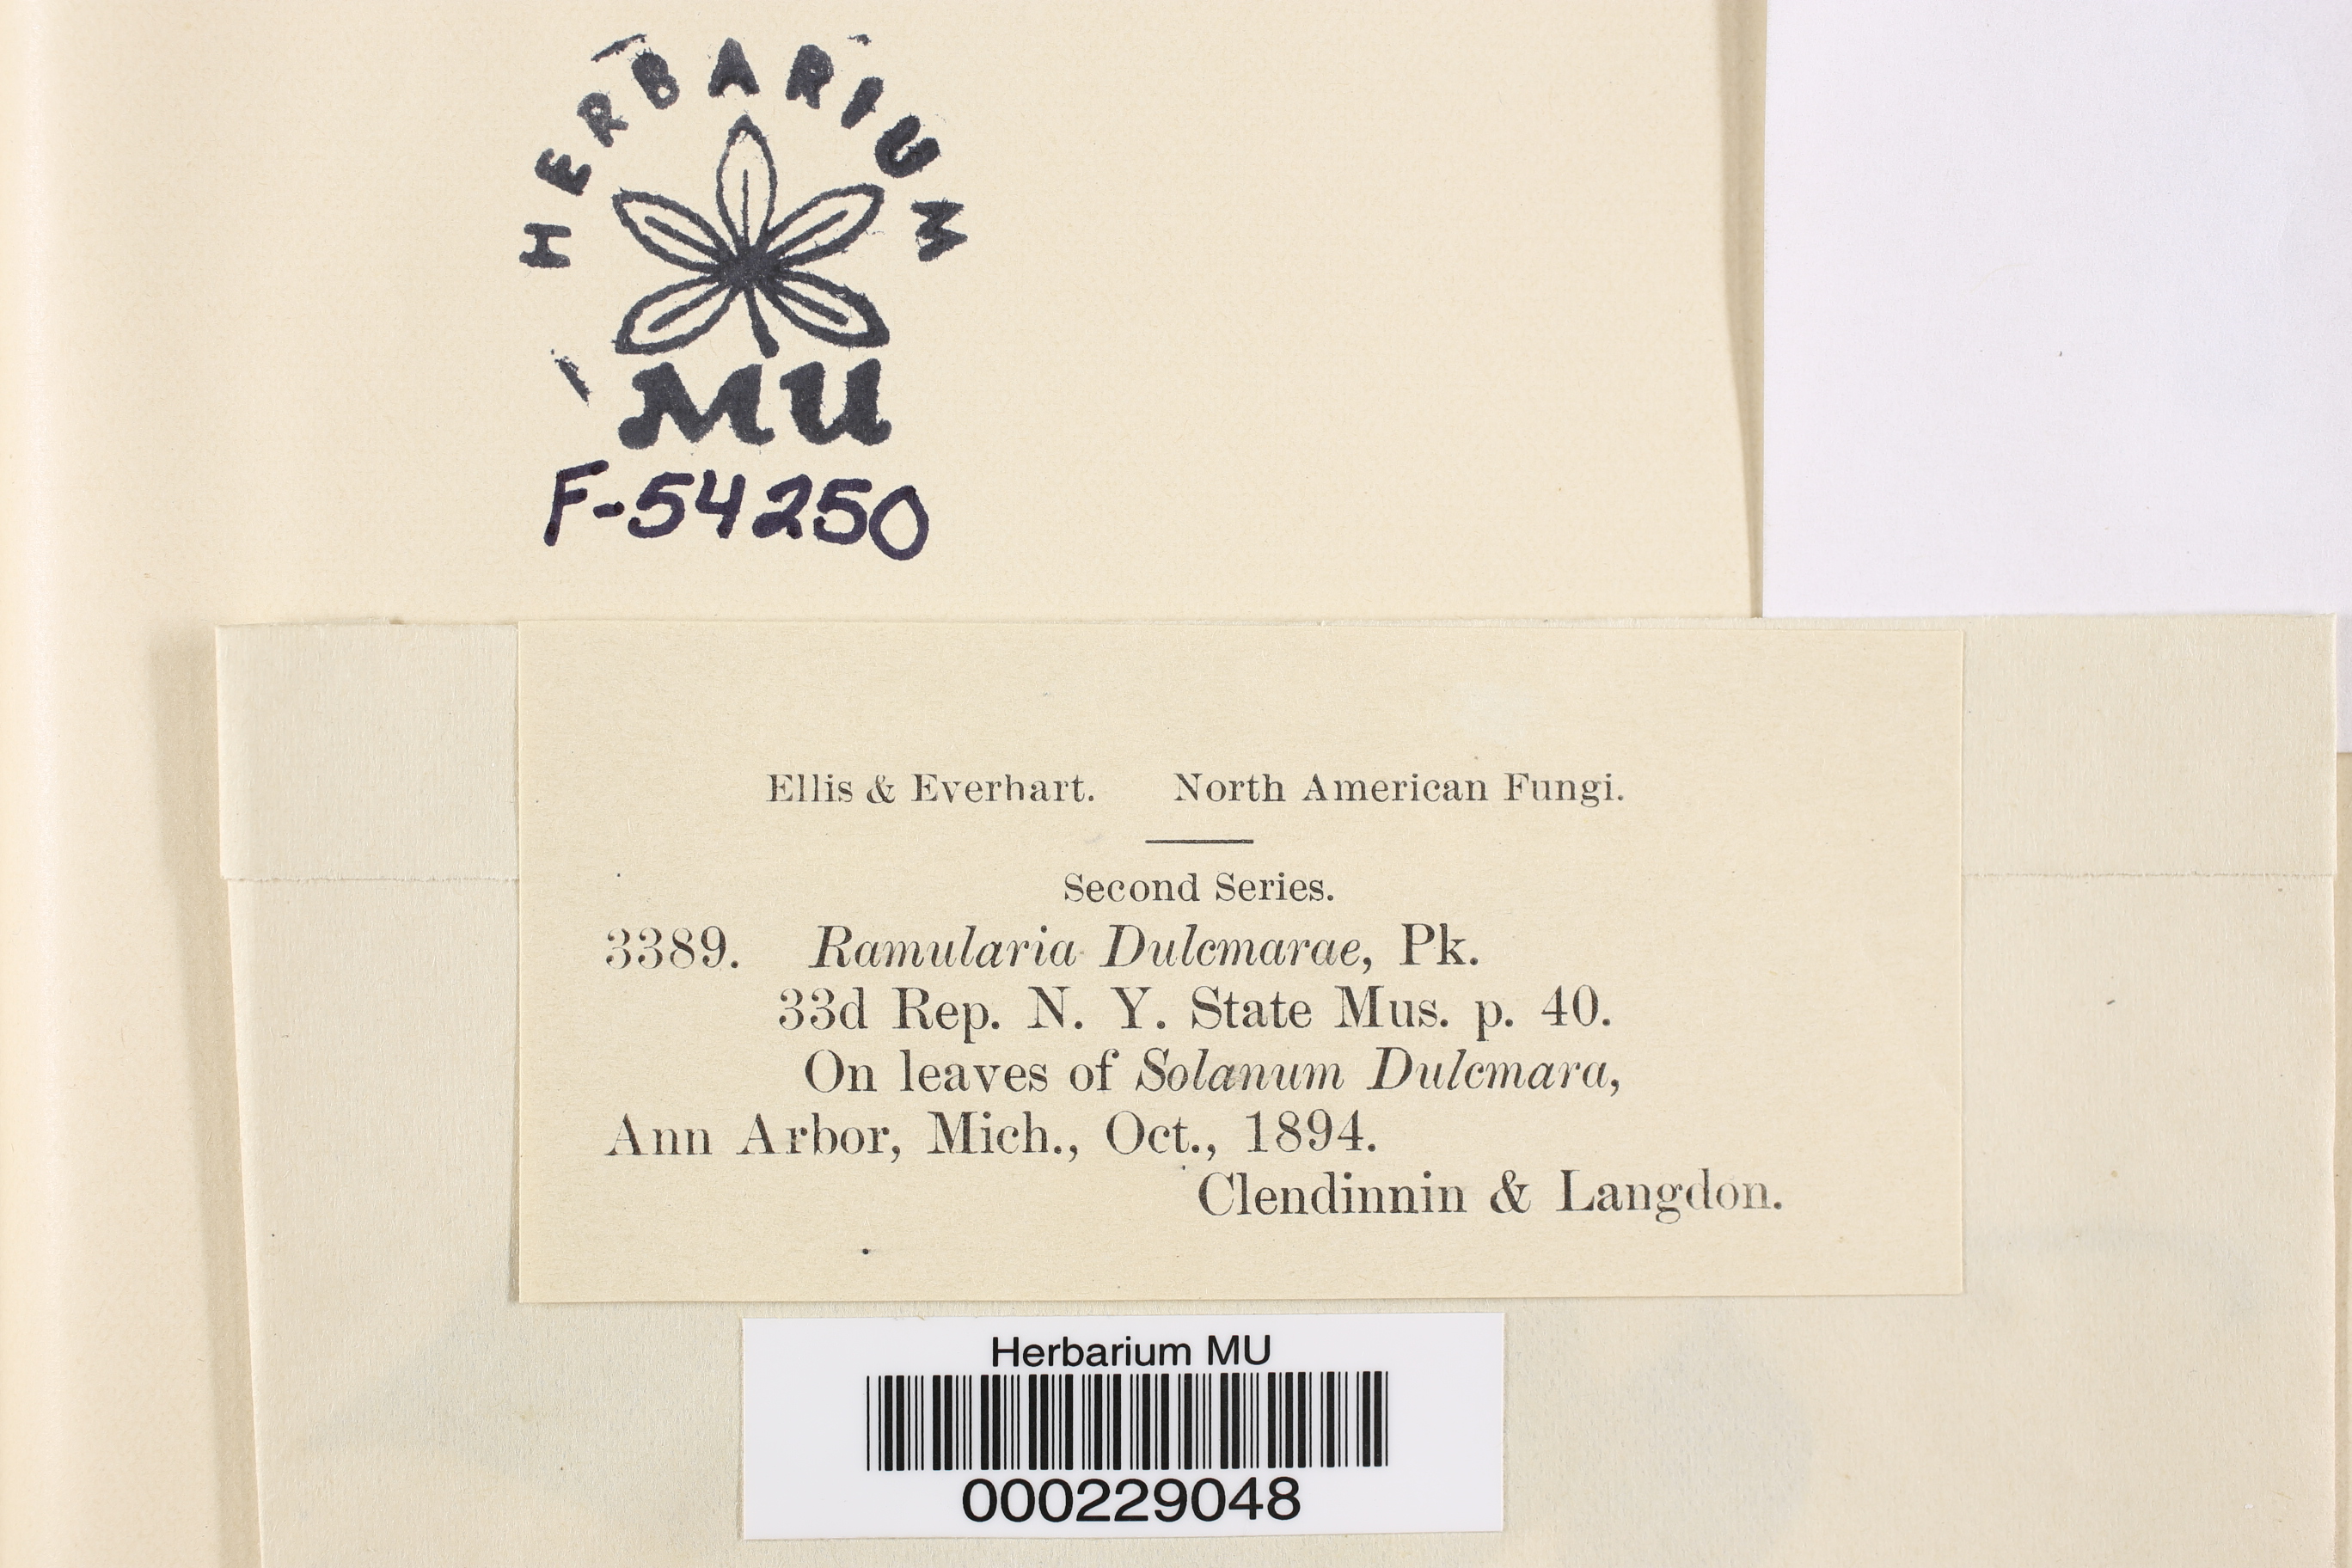 HERBARIUM
MU
F-54250
Ellis & Everhart. North American Fungi.
Second Series.
3389. Ramularia Dulcmarae, Pk.
33d Rep. N. Y. State Mus. p. 40.
On leaves of Solanum Dulcmara,
Ann Arbor, Mich., Oct., 1894.
Clendinnin & Langdon.
Herbarium MU
000229048